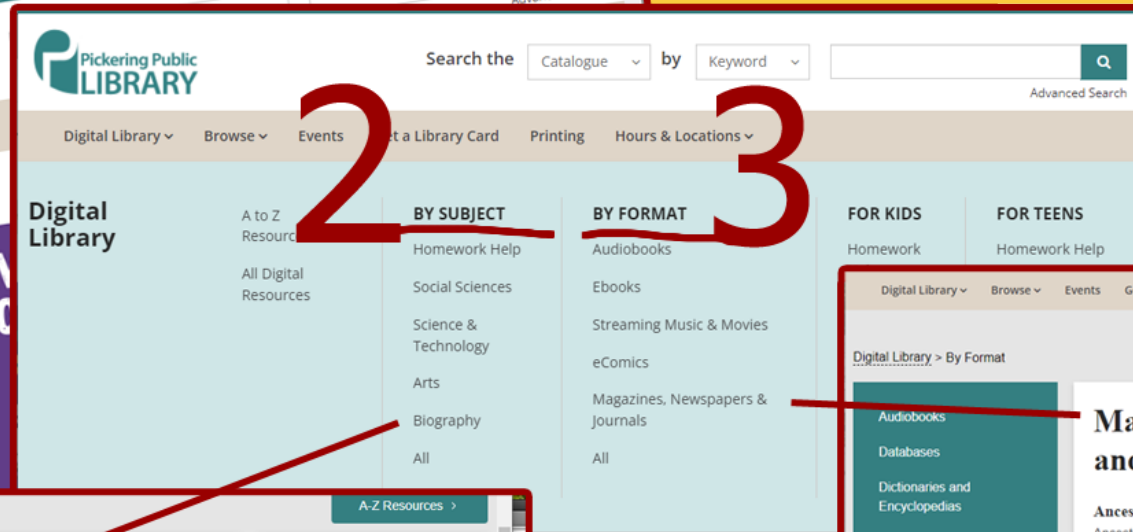 Pickering Public
LIBRARY
Search the Catalogue by Keyword
Advanced Search
2
3
Digital Library Browse Events a Library Card Printing Hours & Locations
Digital
Library
A to Z
All Digital
Resources
BY SUBJECT
Homework Help
Social Sciences
Science &
Technology
Arts
Biography
All
BY FORMAT
Audiobooks
Ebooks
Streaming Music & Movies
eComics
Magazines, Newspapers &
Journals
All
FOR KIDS
Homework
FOR TEENS
Homework Help
Digital Library Browse Events G
Digital Library > By Format
Audiobooks
Databases
Dictionaries and
Encyclopedias
Ma
and
Ances
A-Z Resources >